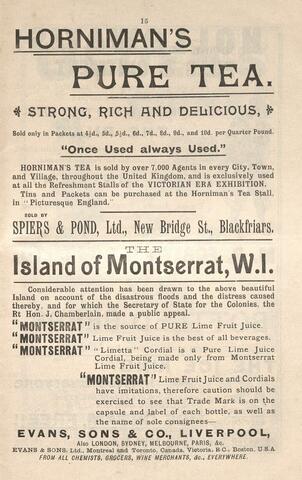 15
HORNIMAN'S
PURE TEA.
STRONG, RICH AND DELICIOUS,
Sold only in Packets at 4½d., 5d., 5½d., 6d., 7d., 8d., 9d., and 10d. per Quarter Pound.
"Once Used always Used."
HORNIMAN'S TEA is sold by over 7,000 Agents in every City, Town,
and Village, throughout the United Kingdom, and is exclusively used
at all the Refreshment Stalls of the VICTORIAN ERA EXHIBITION.
Tins and Packets can be purchased at the Horniman's Tea Stall,
in "Picturesque England."
SOLD BY
SPIERS & POND, Ltd., New Bridge St., Blackfriars.
THE
Island of Montserrat, W.I.
Considerable attention has been drawn to the above beautiful
Island on account of the disastrous floods and the distress caused
thereby, and for which the Secretary of State for the Colonies, the
Rt Hon. J. Chamberlain, made a public appeal.
"MONTSERRAT" is the source of PURE Lime Fruit Juice.
"MONTSERRAT" Lime Fruit Juice is the best of all beverages.
"MONTSERRAT" "Limetta" Cordial is a Pure Lime Juice
Cordial, being made only from Montserrat
Lime Fruit Juice.
"MONTSERRAT" Lime Fruit Juice and Cordials
have imitations, therefore caution should be
exercised to see that Trade Mark is on the
capsule and label of each bottle, as well as
the name of sole consignees—
EVANS, SONS & CO., LIVERPOOL,
Also LONDON, SYDNEY, MELBOURNE, PARIS, &c.
EVANS & SONS, Ltd., Montreal and Toronto, Canada, Victoria, B.C., Boston, U.S.A.
FROM ALL CHEMISTS, GROCERS, WINE MERCHANTS, &c., EVERYWHERE.